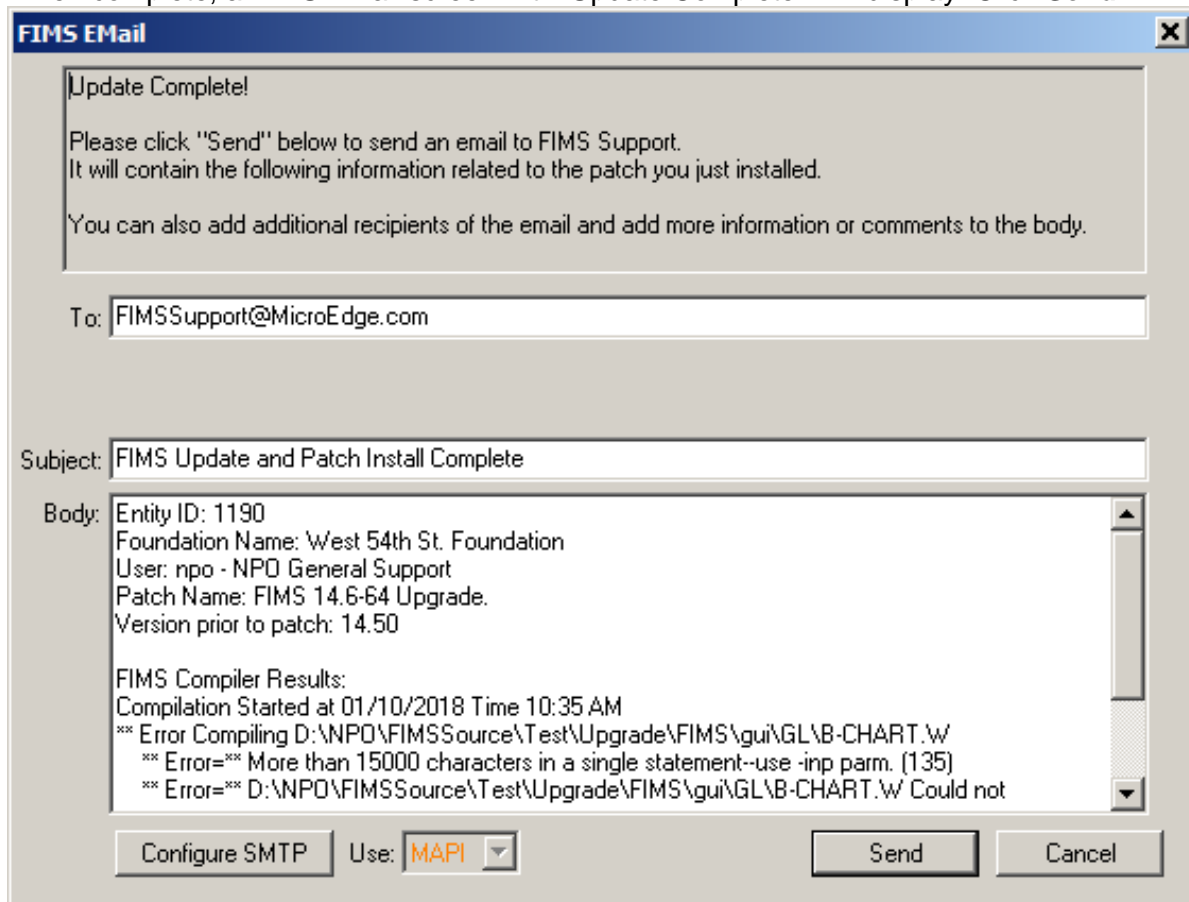 FIMS EMail
Update Complete!
Please click "Send" below to send an email to FIMS Support.
It will contain the following information related to the patch you just installed.
You can also add additional recipients of the email and add more information or comments to the body.
To: FIMSSupport@MicroEdge.com
Subject: FIMS Update and Patch Install Complete
Body: Entity ID: 1190
Foundation Name: West 54th St. Foundation
User: npo - NPO General Support
Patch Name: FIMS 14.6-64 Upgrade.
Version prior to patch: 14.50
FIMS Compiler Results:
Compilation Started at 01/10/2018 Time 10:35 AM
** Error Compiling D:\NPO\FIMSSource\Test\Upgrade\FIMS\gui\GL\B-CHART.W
** Error=** More than 15000 characters in a single statement--use -inp parm. (135)
** Error=** D:\NPO\FIMSSource\Test\Upgrade\FIMS\gui\GL\B-CHART.W Could not
Configure SMTP Use: MAPI Send Cancel